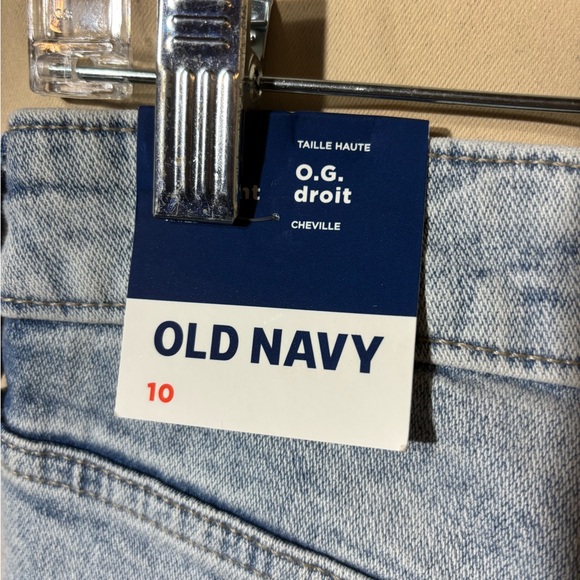 TAILLE HAUTE
O.G.
droit
CHEVILLE
OLD NAVY
10